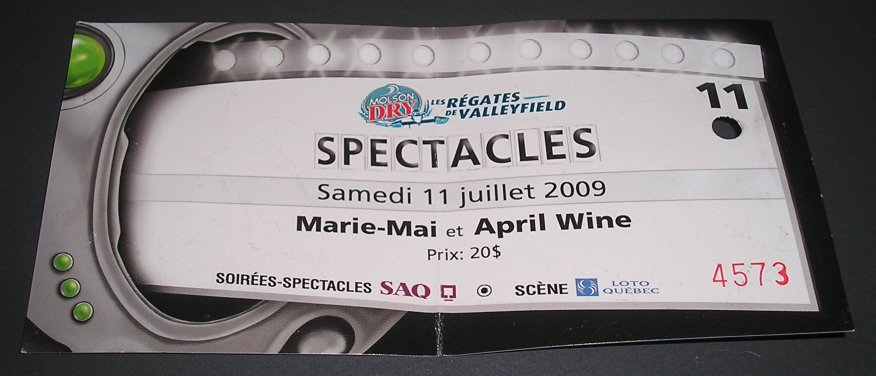 MOLSON DRY LES RÉGATES DE VALLEYFIELD
11
SPECTACLES
Samedi 11 juillet 2009
Marie-Mai et April Wine
Prix: 20$
SOIRÉES-SPECTACLES SAQ SCÈNE LOTO QUÉBEC
4573